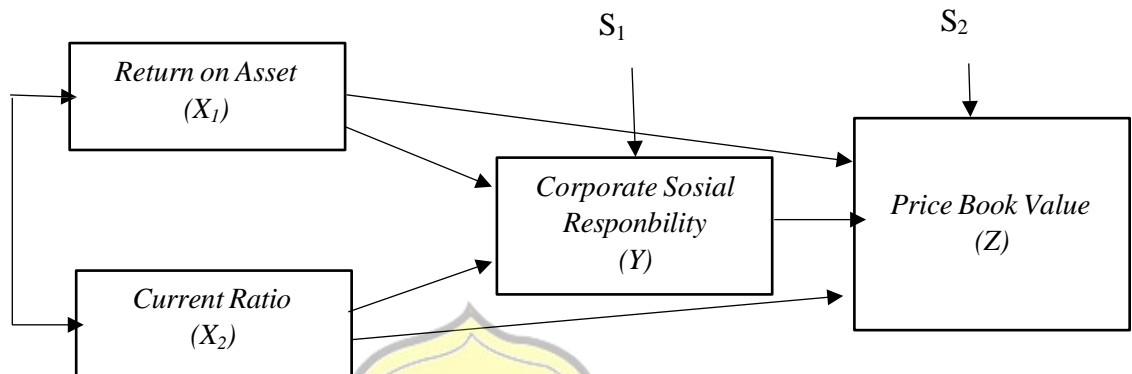 S1
S2
Return on Asset
(X1)
Corporate Sosial
Responbility
(Y)
Price Book Value
(Z)
Current Ratio
(X2)